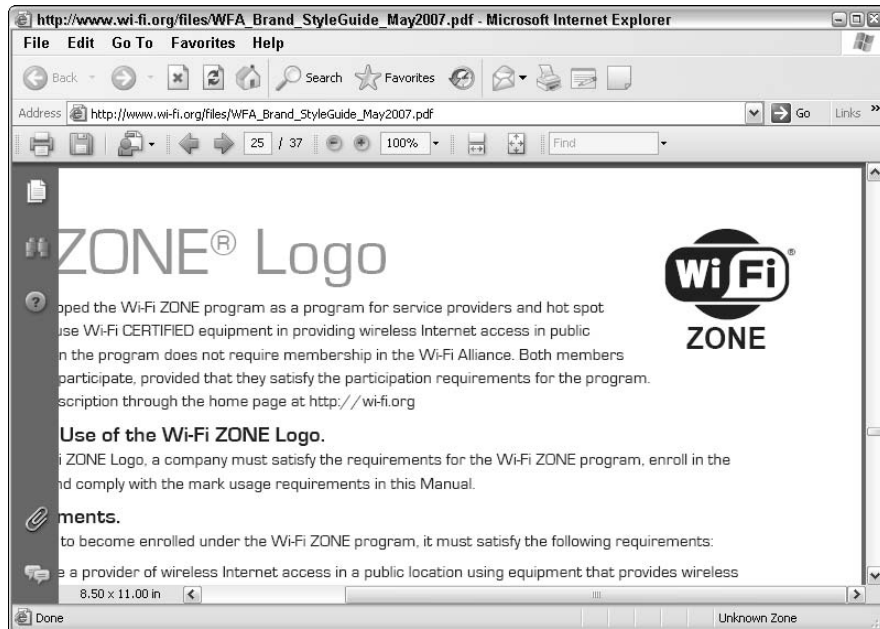 http://www.wi-fi.org/files/WFA_Brand_StyleGuide_May2007.pdf - Microsoft Internet Explorer
File Edit Go To Favorites Help
Back Search Favorites
Address http://www.wi-fi.org/files/WFA_Brand_StyleGuide_May2007.pdf Go Links »
25 / 37 100% Find
ZONE® Logo
Wi Fi ®
ZONE
pped the Wi-Fi ZONE program as a program for service providers and hot spot
use Wi-Fi CERTIFIED equipment in providing wireless Internet access in public
n the program does not require membership in the Wi-Fi Alliance. Both members
participate, provided that they satisfy the participation requirements for the program.
scription through the home page at http://wi-fi.org
Use of the Wi-Fi ZONE Logo.
i ZONE Logo, a company must satisfy the requirements for the Wi-Fi ZONE program, enroll in the
nd comply with the mark usage requirements in this Manual.
ments.
to become enrolled under the Wi-Fi ZONE program, it must satisfy the following requirements:
e a provider of wireless Internet access in a public location using equipment that provides wireless
8.50 x 11.00 in
Done Unknown Zone